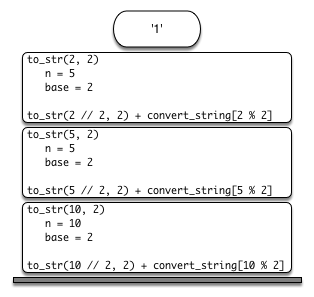 '1'
to_str(2, 2)
n = 5
base = 2
to_str(2 // 2, 2) + convert_string[2 % 2]
to_str(5, 2)
n = 5
base = 2
to_str(5 // 2, 2) + convert_string[5 % 2]
to_str(10, 2)
n = 10
base = 2
to_str(10 // 2, 2) + convert_string[10 % 2]